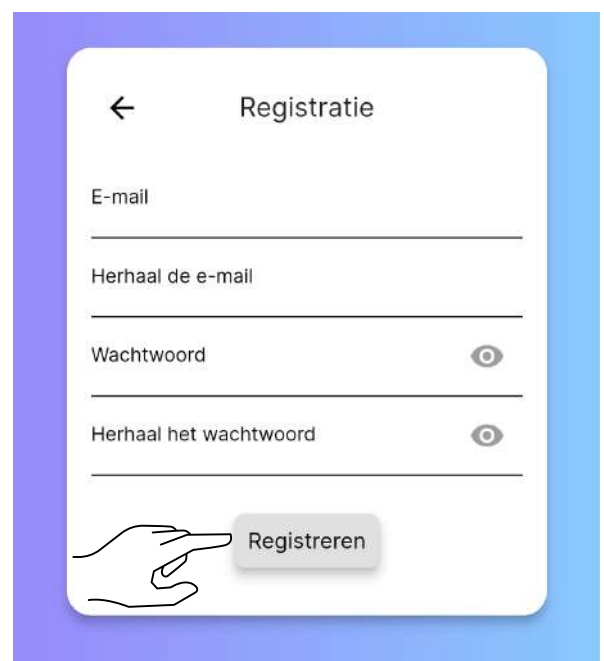 Registratie
E-mail
Herhaal de e-mail
Wachtwoord
Herhaal het wachtwoord
Registreren